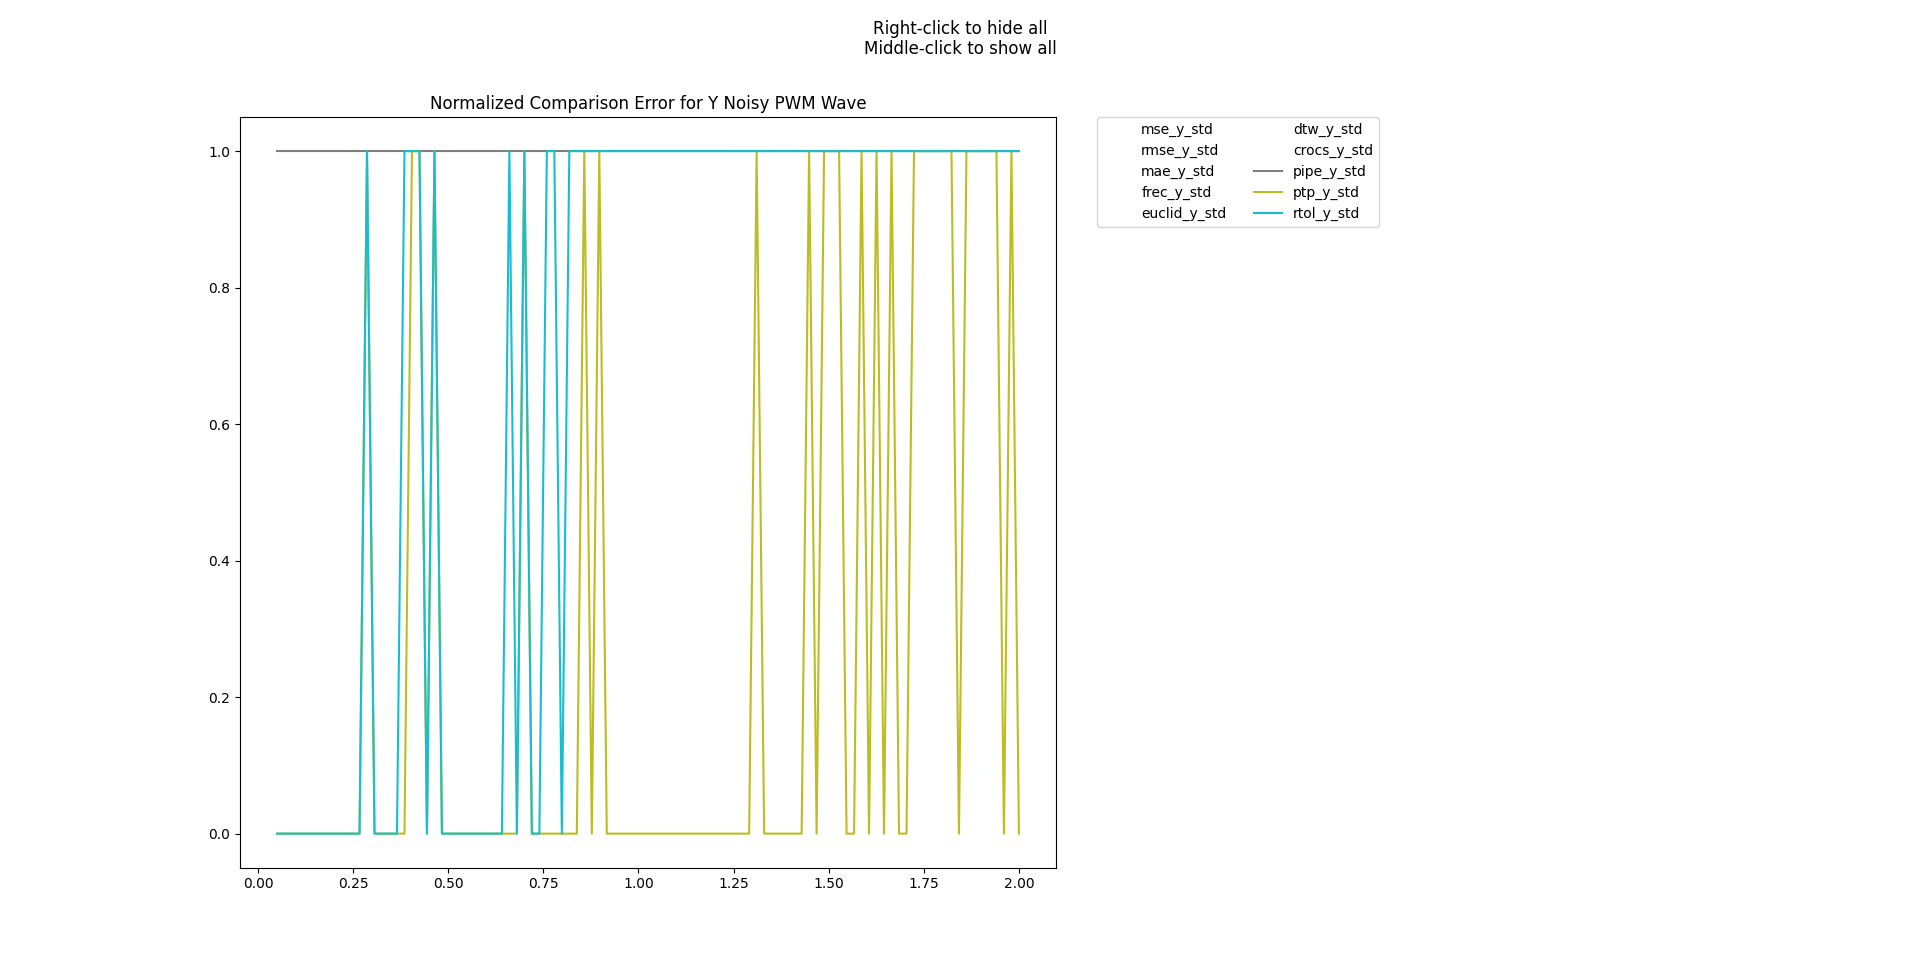 Right-click to hide all
Middle-click to show all
Normalized Comparison Error for Y Noisy PWM Wave
1.0
0.8
0.6
0.4
0.2
0.0
0.00 0.25 0.50 0.75 1.00 1.25 1.50 1.75 2.00
mse_y_std dtw_y_std
rmse_y_std crocs_y_std
mae_y_std pipe_y_std
frec_y_std ptp_y_std
euclid_y_std rtol_y_std